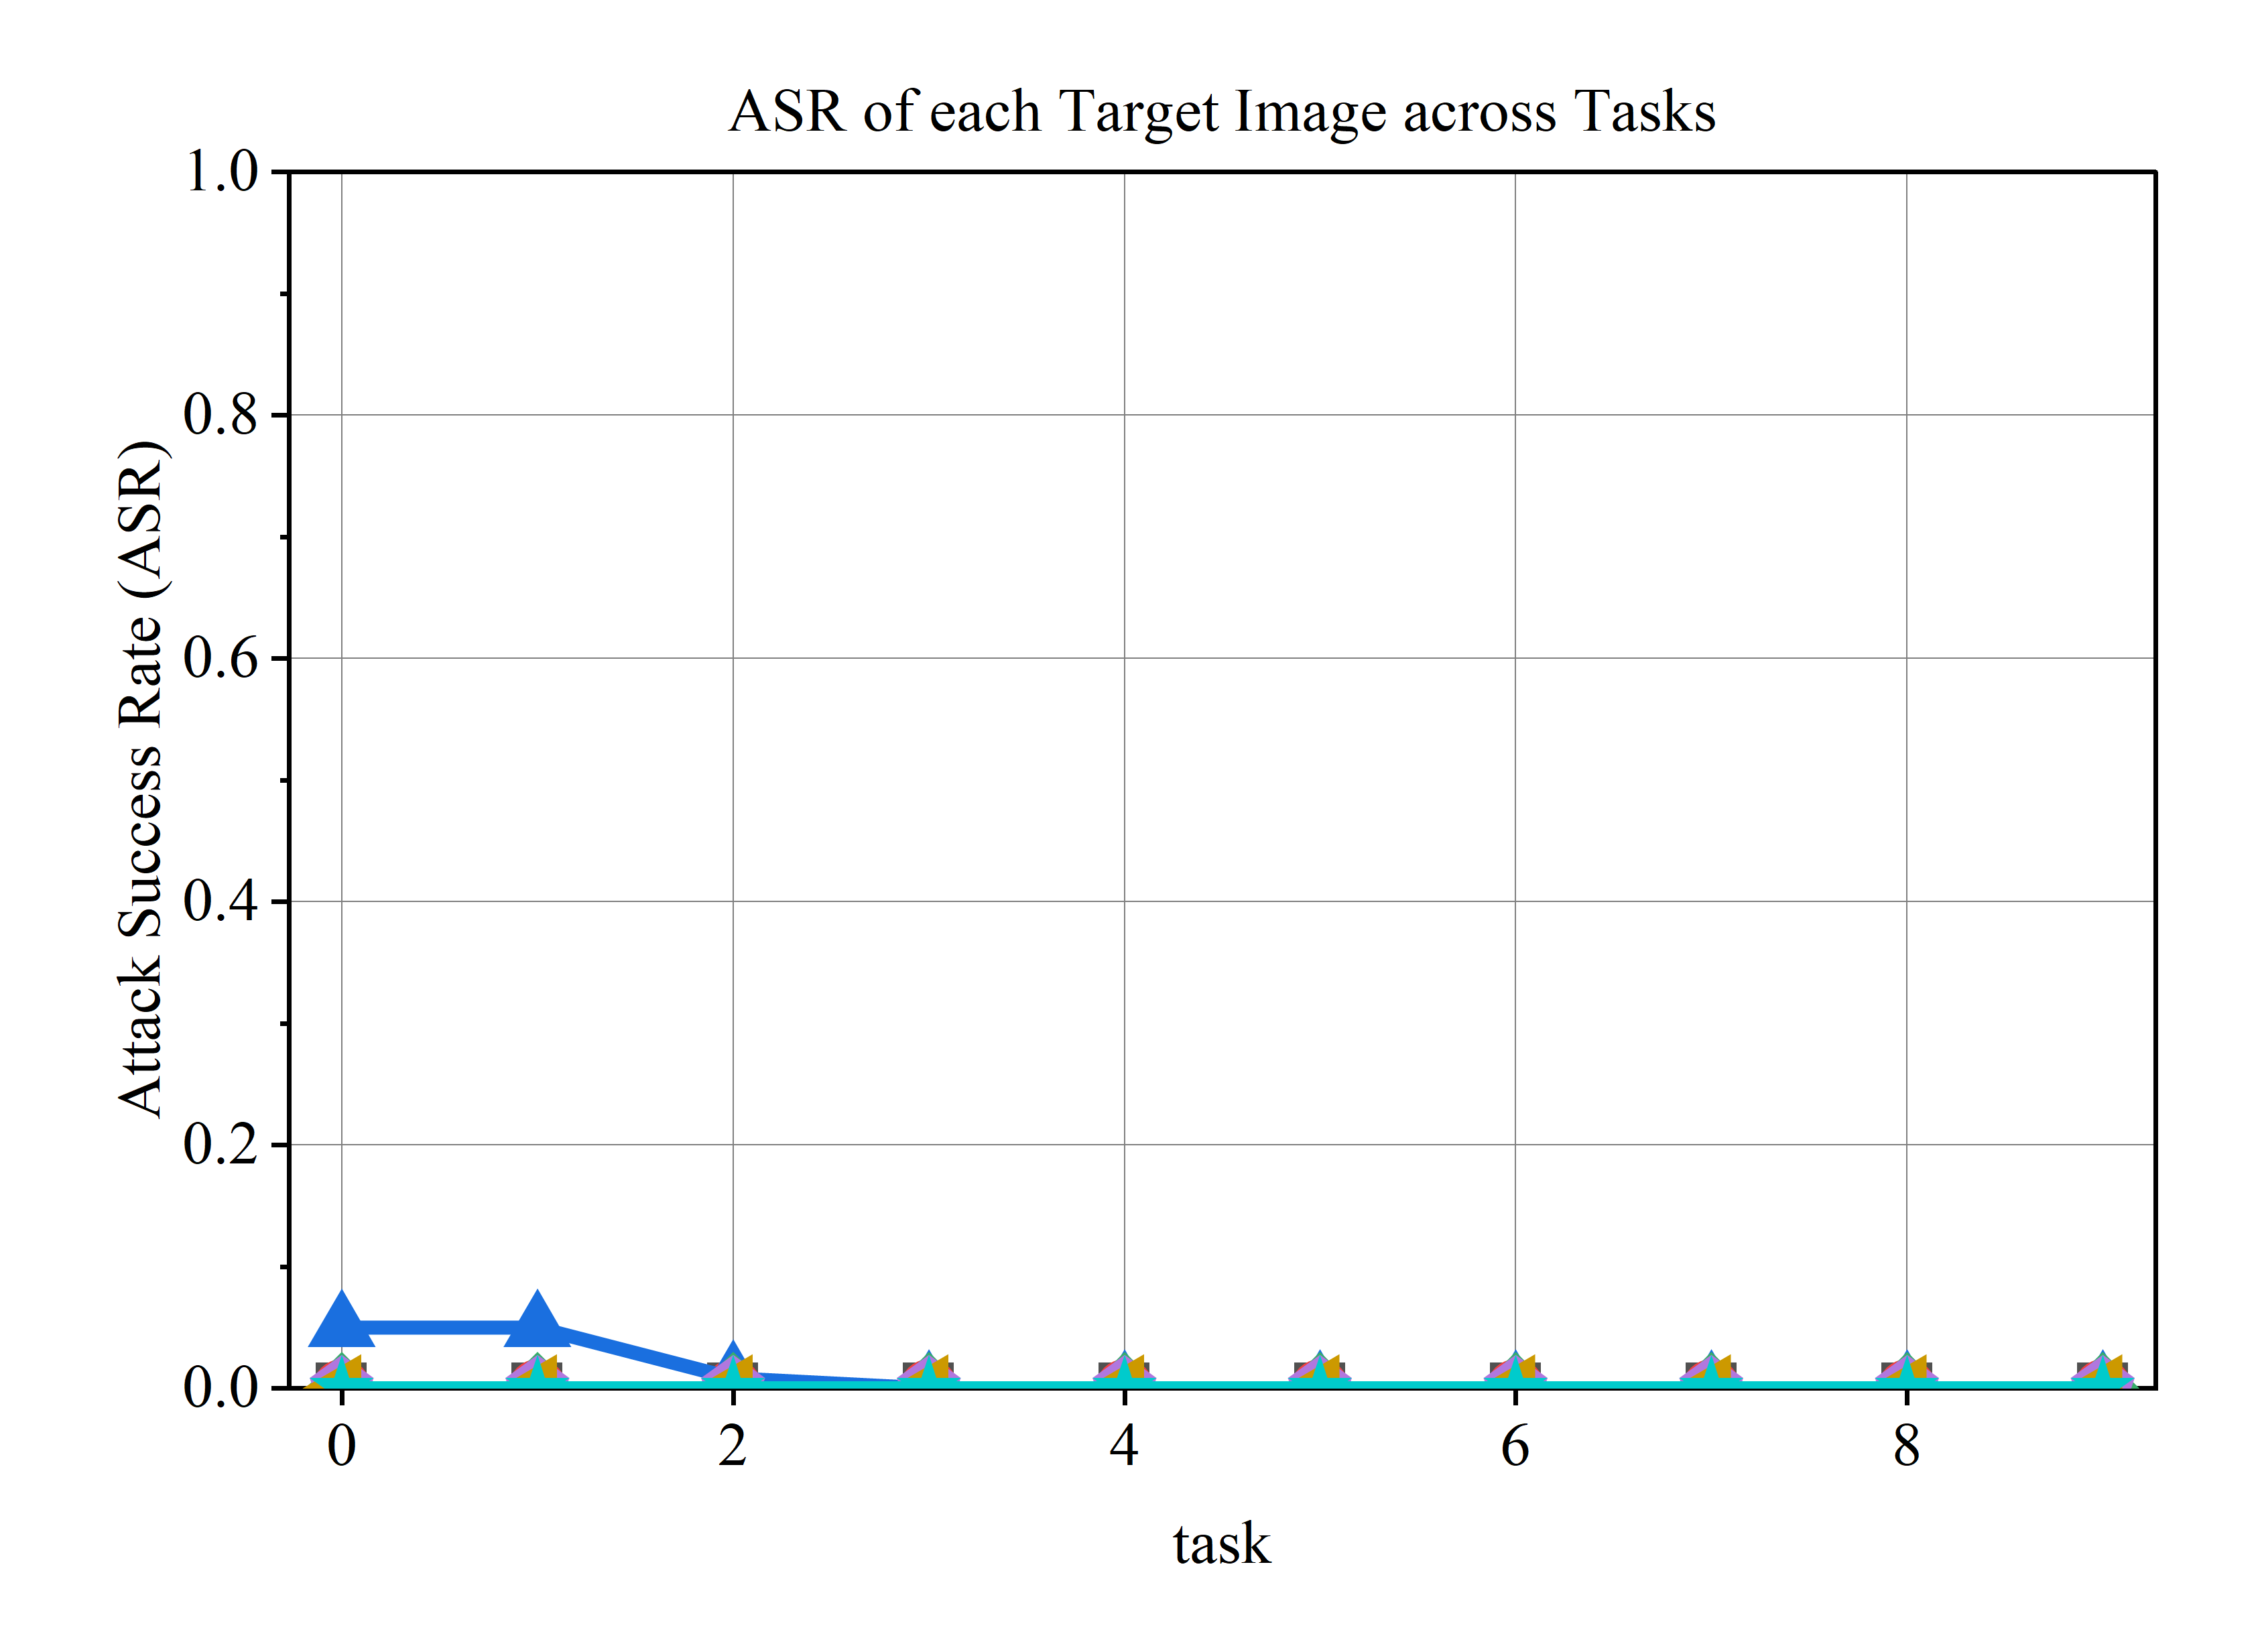 ASR of each Target Image across Tasks
1.0
0.8
0.6
0.4
0.2
0.0
Attack Success Rate (ASR)
0 2 4 6 8
task